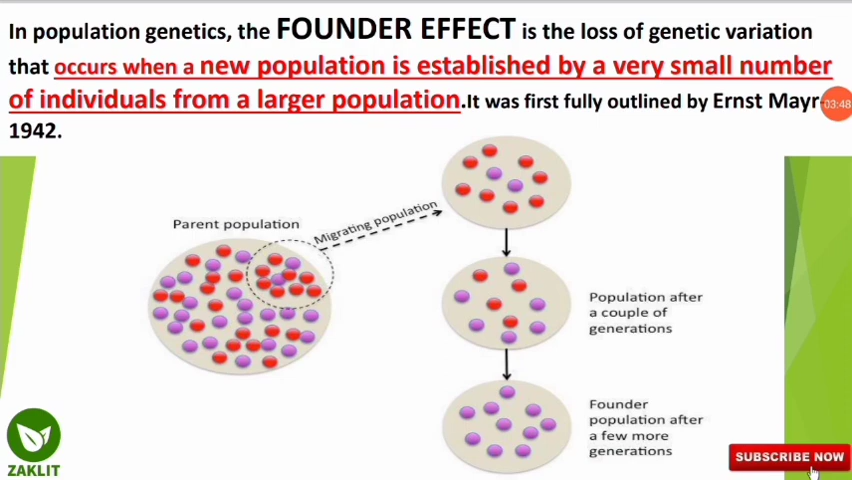 In population genetics, the FOUNDER EFFECT is the loss of genetic variation
that occurs when a new population is established by a very small number
of individuals from a larger population.It was first fully outlined by Ernst Mayr
03:48
1942.
Parent population
Migrating population
Population after
a couple of
generations
Founder
population after
a few more
generations
ZAKLIT
SUBSCRIBE NOW